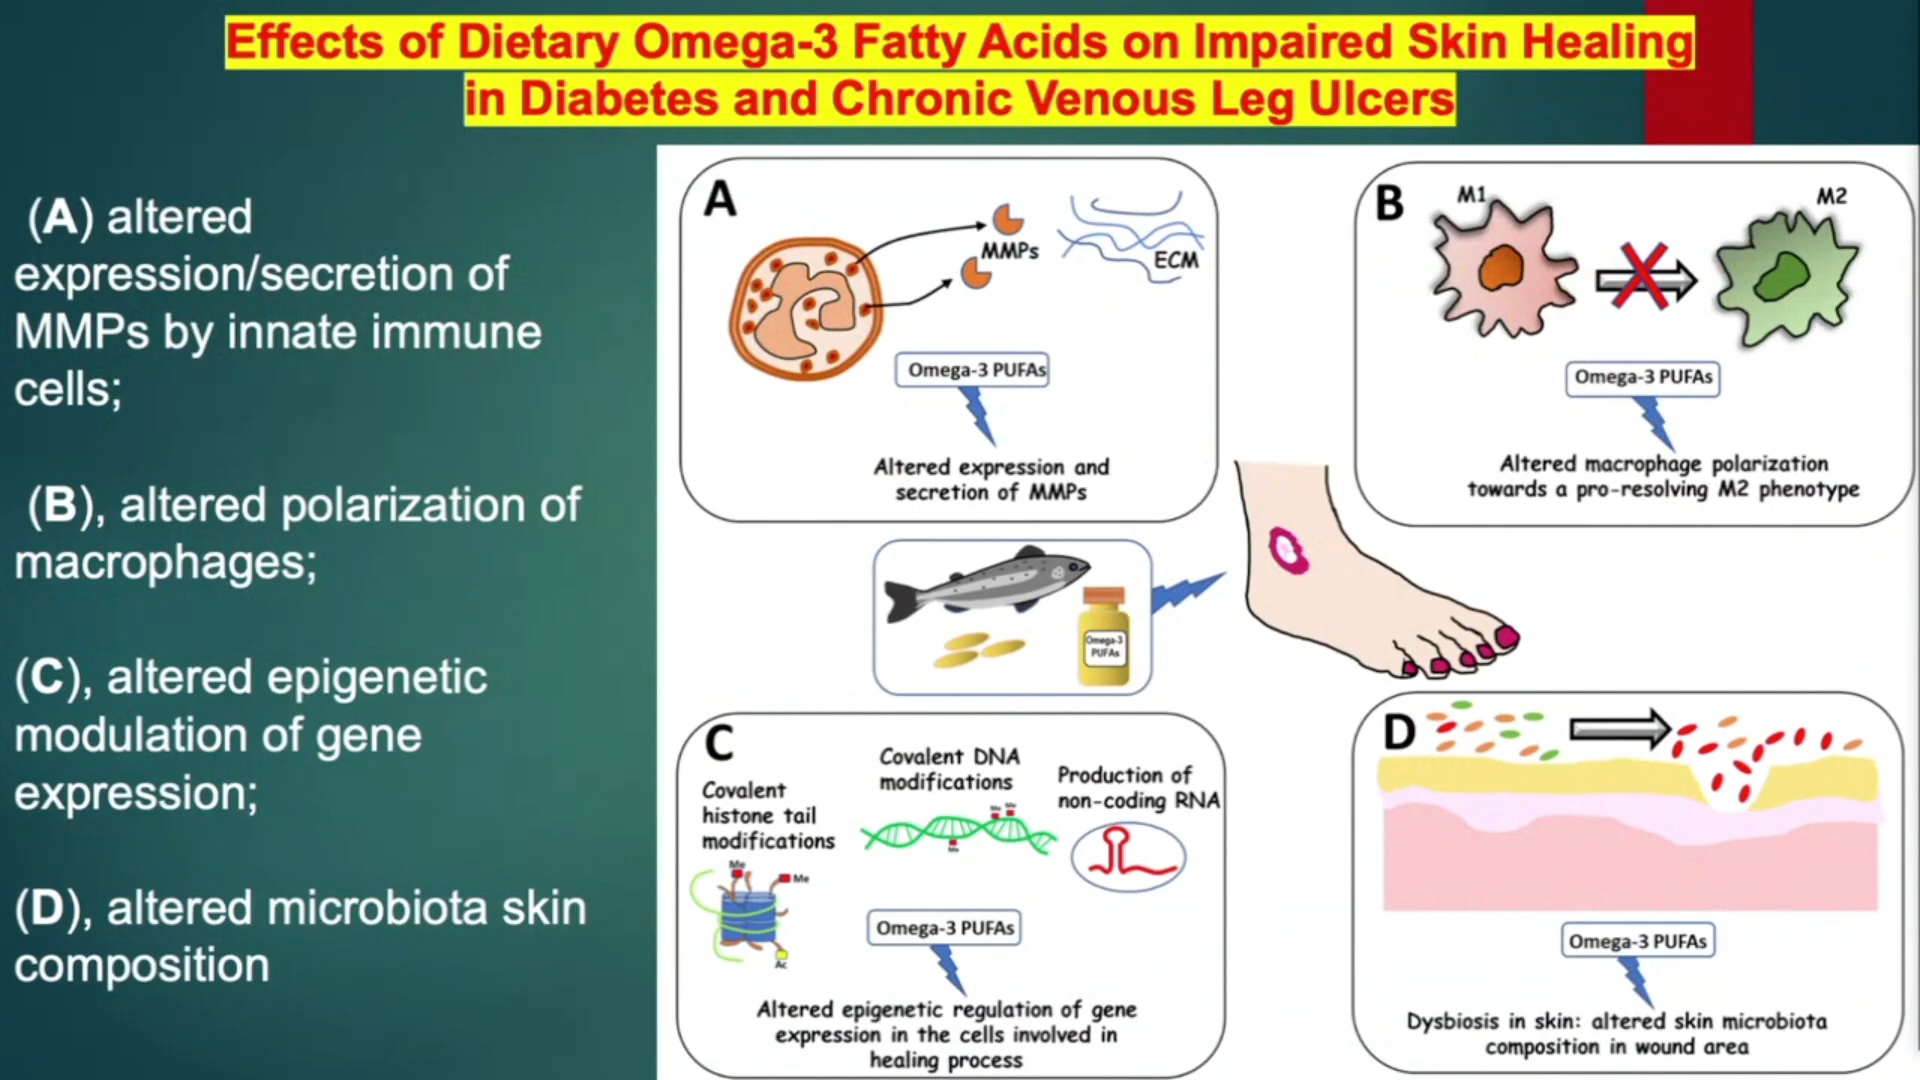 Effects of Dietary Omega-3 Fatty Acids on Impaired Skin Healing
in Diabetes and Chronic Venous Leg Ulcers
(A) altered
expression/secretion of
MMPs by innate immune
cells;
(B), altered polarization of
macrophages;
(C), altered epigenetic
modulation of gene
expression;
(D), altered microbiota skin
composition
A
MMPs
ECM
Omega-3 PUFAs
Altered expression and
secretion of MMPs
B
M1
M2
Omega-3 PUFAs
Altered macrophage polarization
towards a pro-resolving M2 phenotype
Omega-3
PUFAs
C
Covalent
histone tail
modifications
Me
Me
Ac
Covalent DNA
modifications
Me
Me
Me
Production of
non-coding RNA
Omega-3 PUFAs
Altered epigenetic regulation of gene
expression in the cells involved in
healing process
D
Omega-3 PUFAs
Dysbiosis in skin: altered skin microbiota
composition in wound area